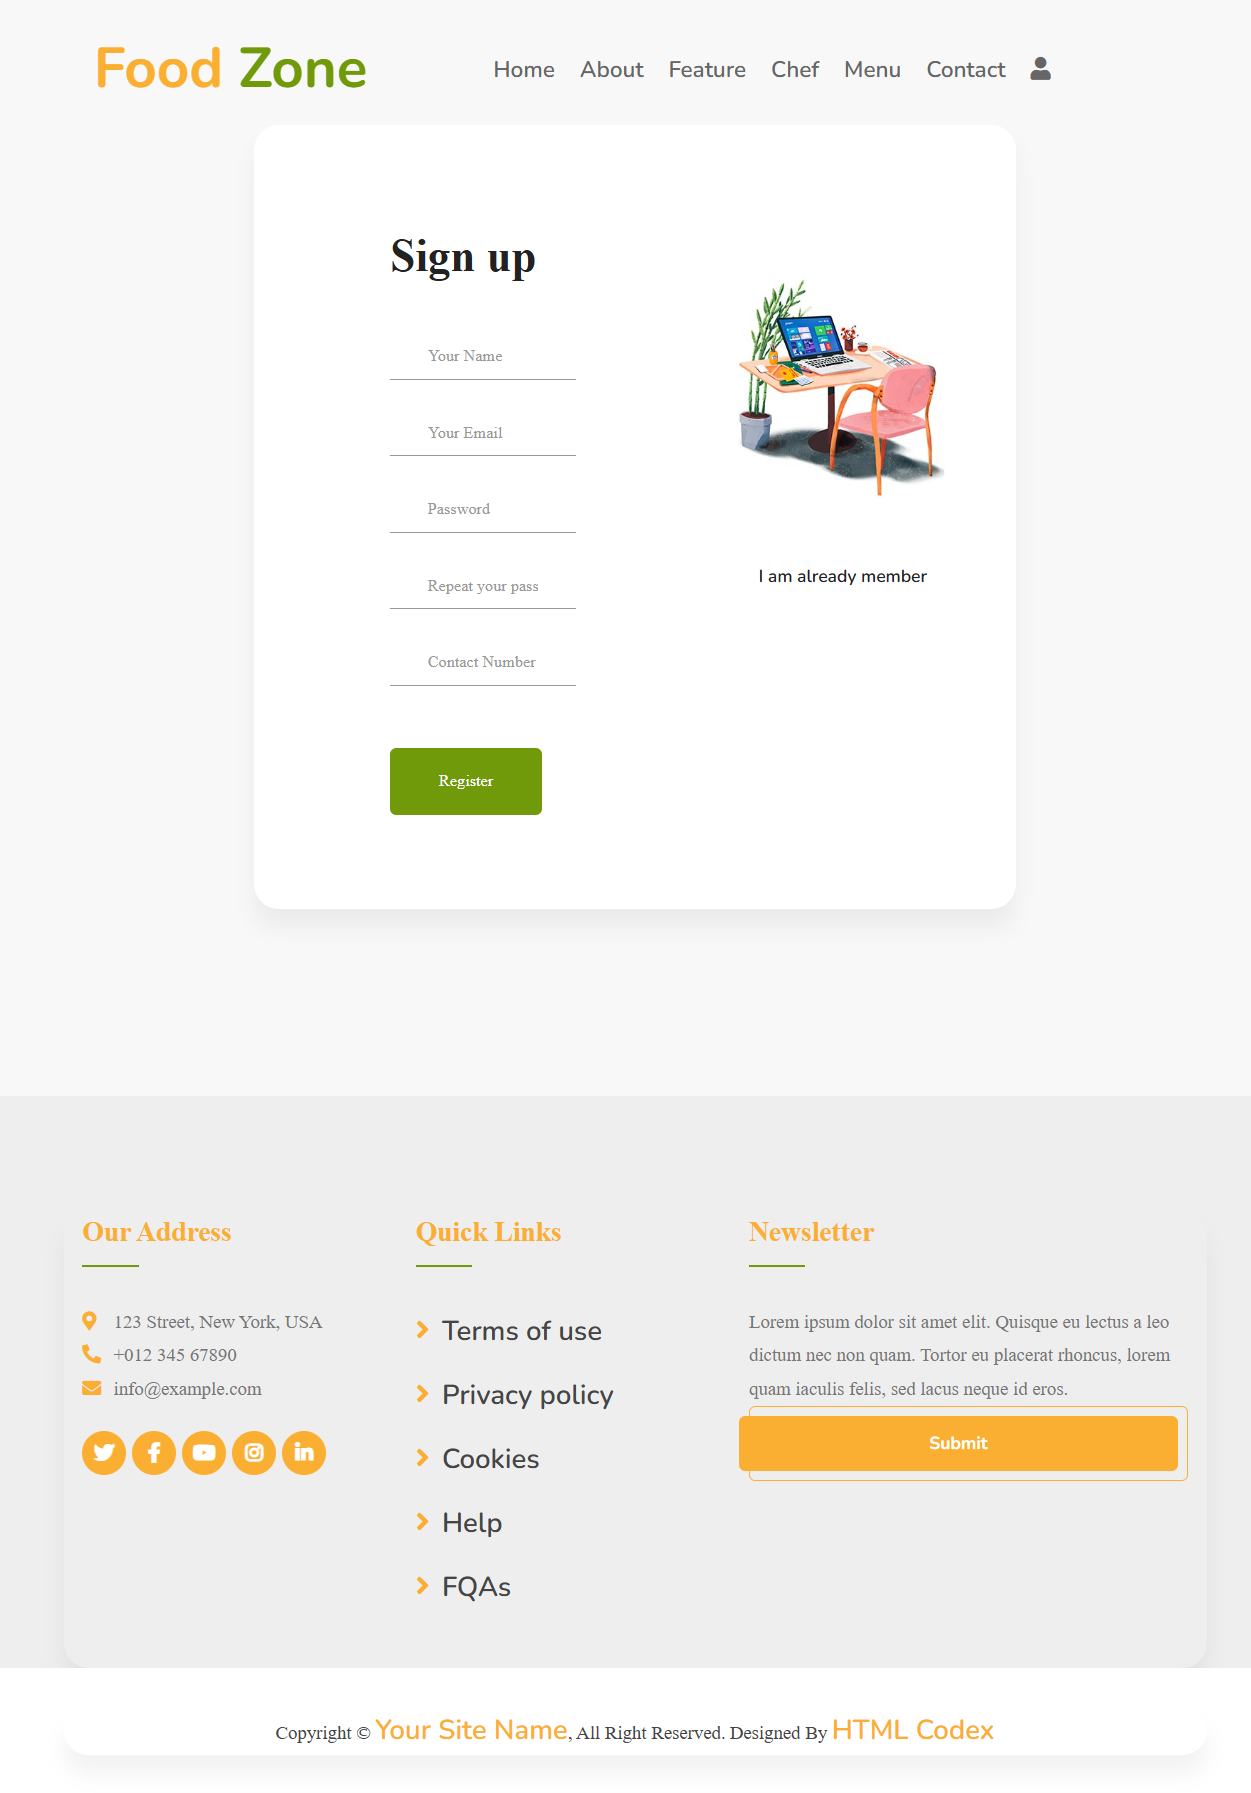 Food Zone
Home About Feature Chef Menu Contact
Sign up
Your Name
Your Email
Password
Repeat your pass
Contact Number
Register
I am already member
Our Address
123 Street, New York, USA
+012 345 67890
info@example.com
Quick Links
Terms of use
Privacy policy
Cookies
Help
FQAs
Newsletter
Lorem ipsum dolor sit amet elit. Quisque eu lectus a leo
dictum nec non quam. Tortor eu placerat rhoncus, lorem
quam iaculis felis, sed lacus neque id eros.
Submit
Copyright © Your Site Name, All Right Reserved. Designed By HTML Codex